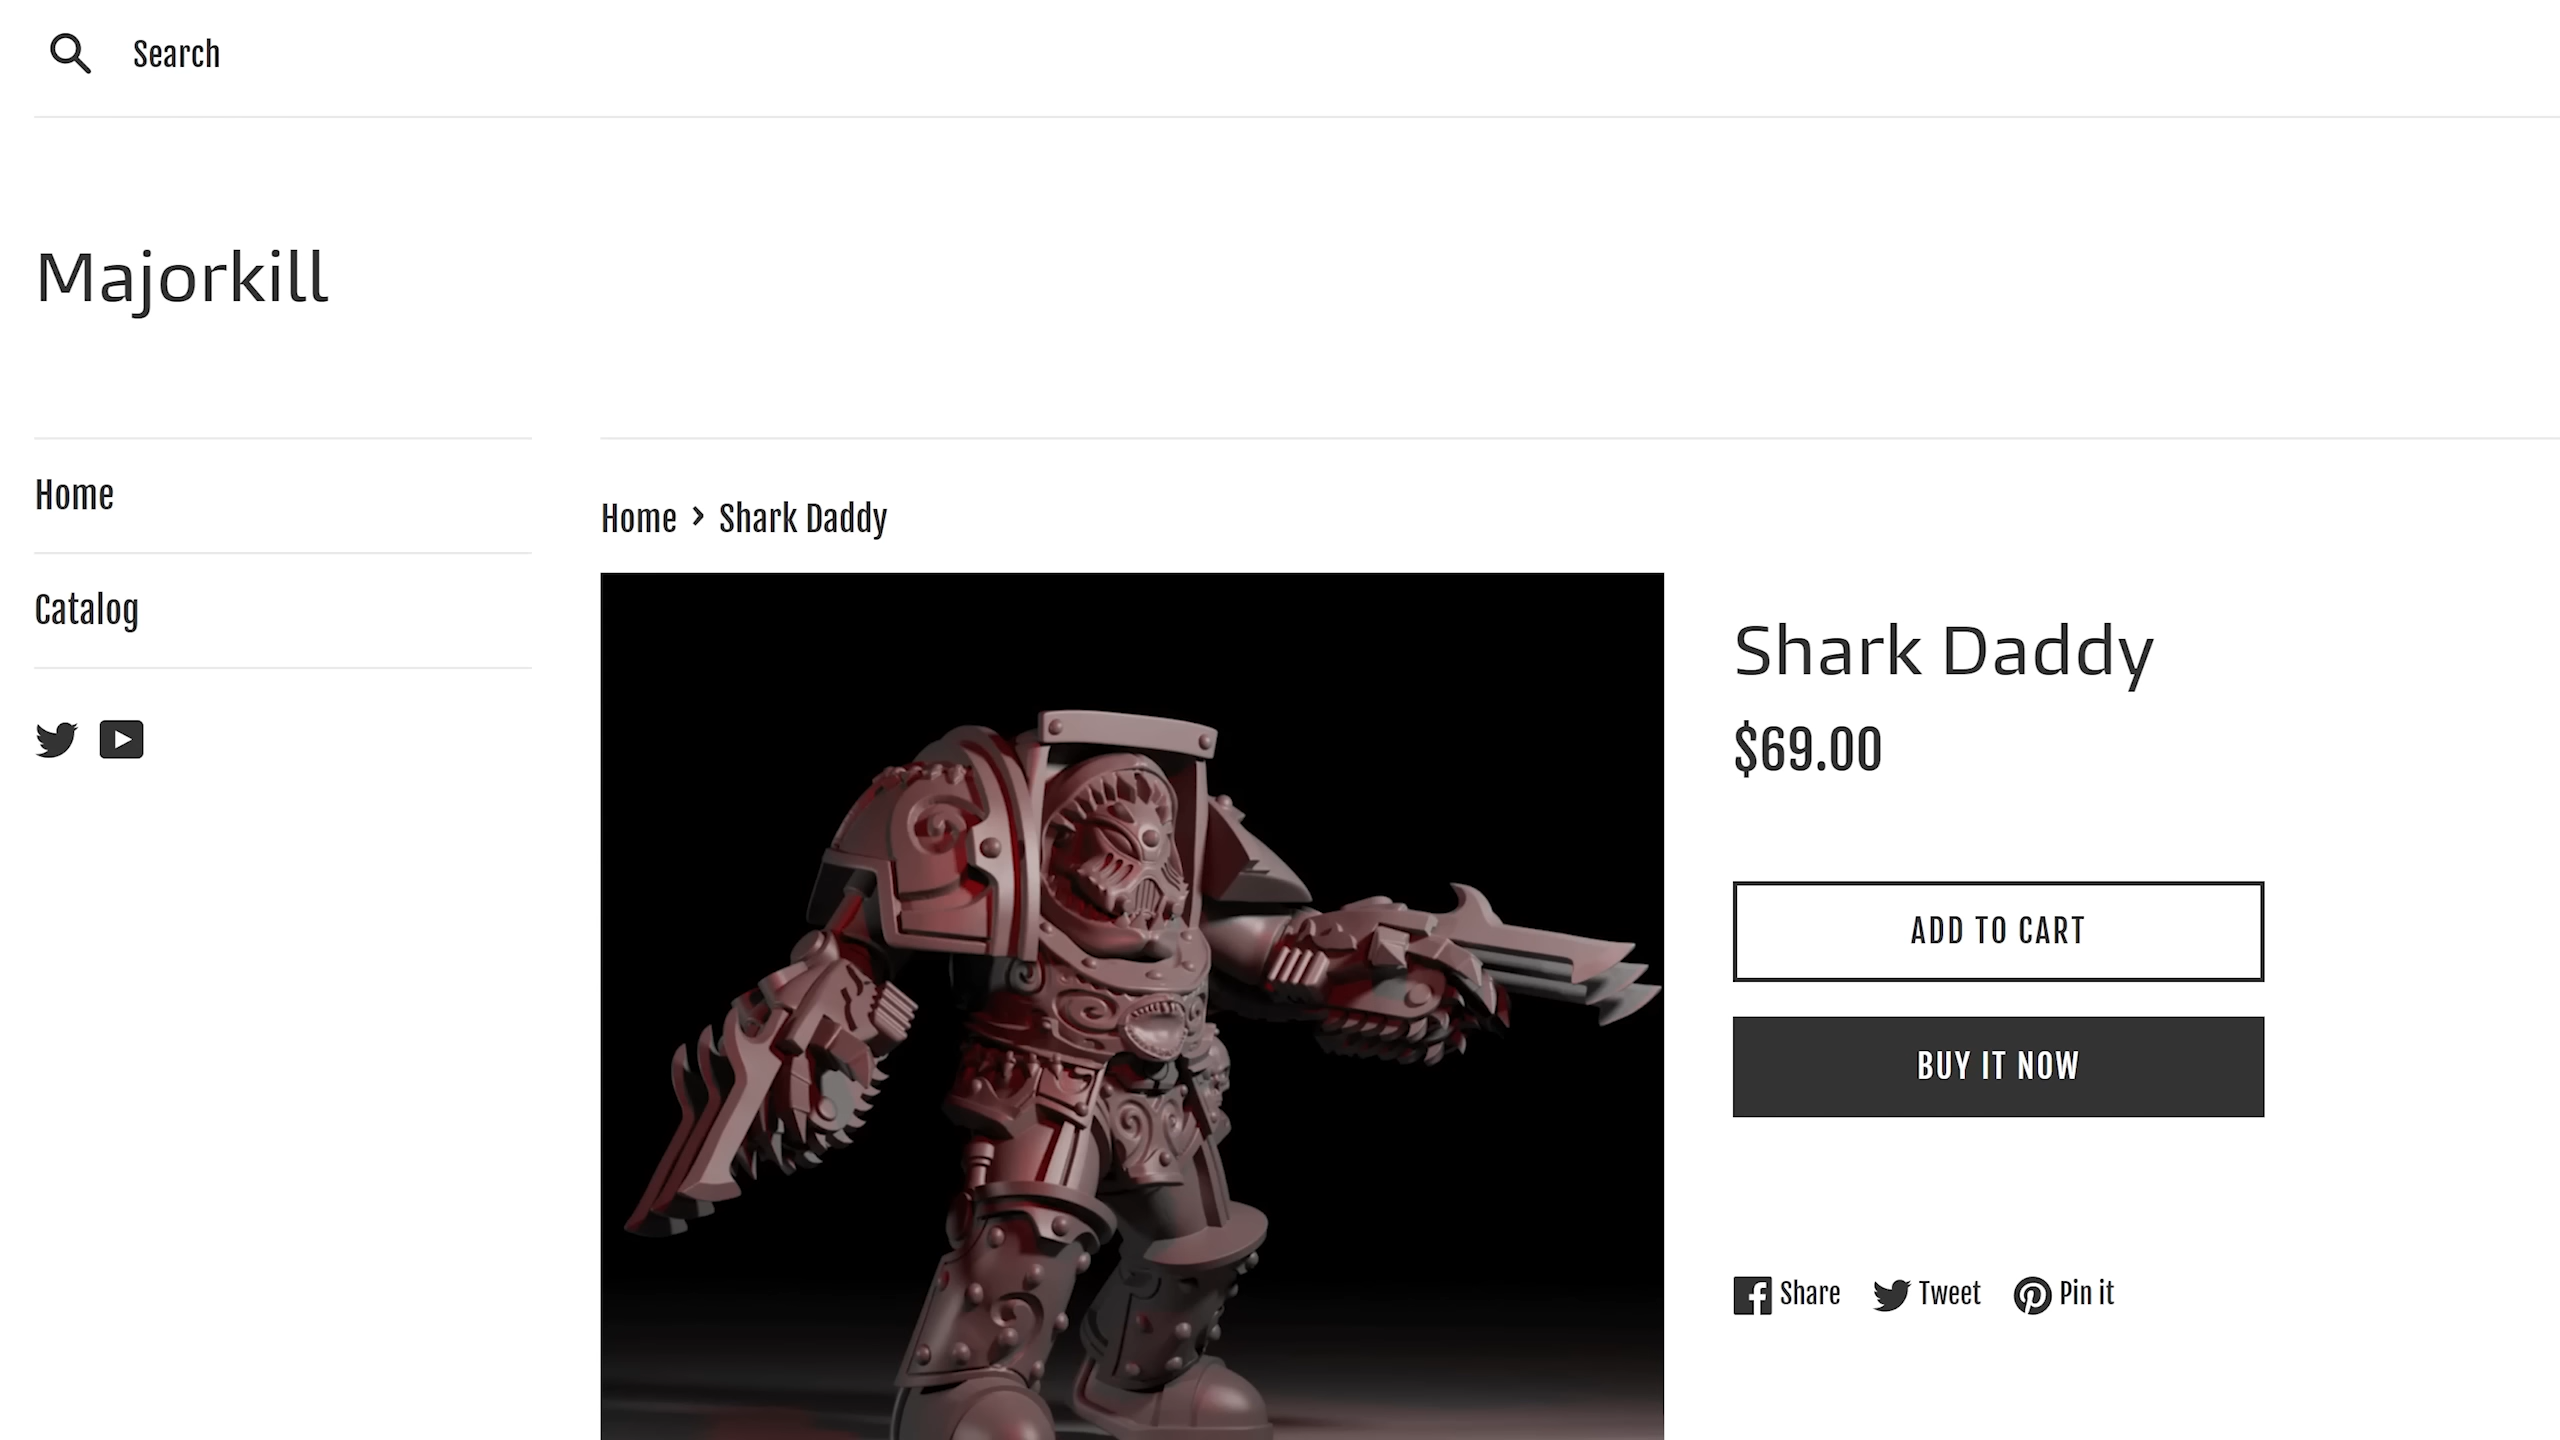 Search
Majorkill
Home
Catalog
Home › Shark Daddy
Shark Daddy
$69.00
ADD TO CART
BUY IT NOW
Share Tweet Pin it